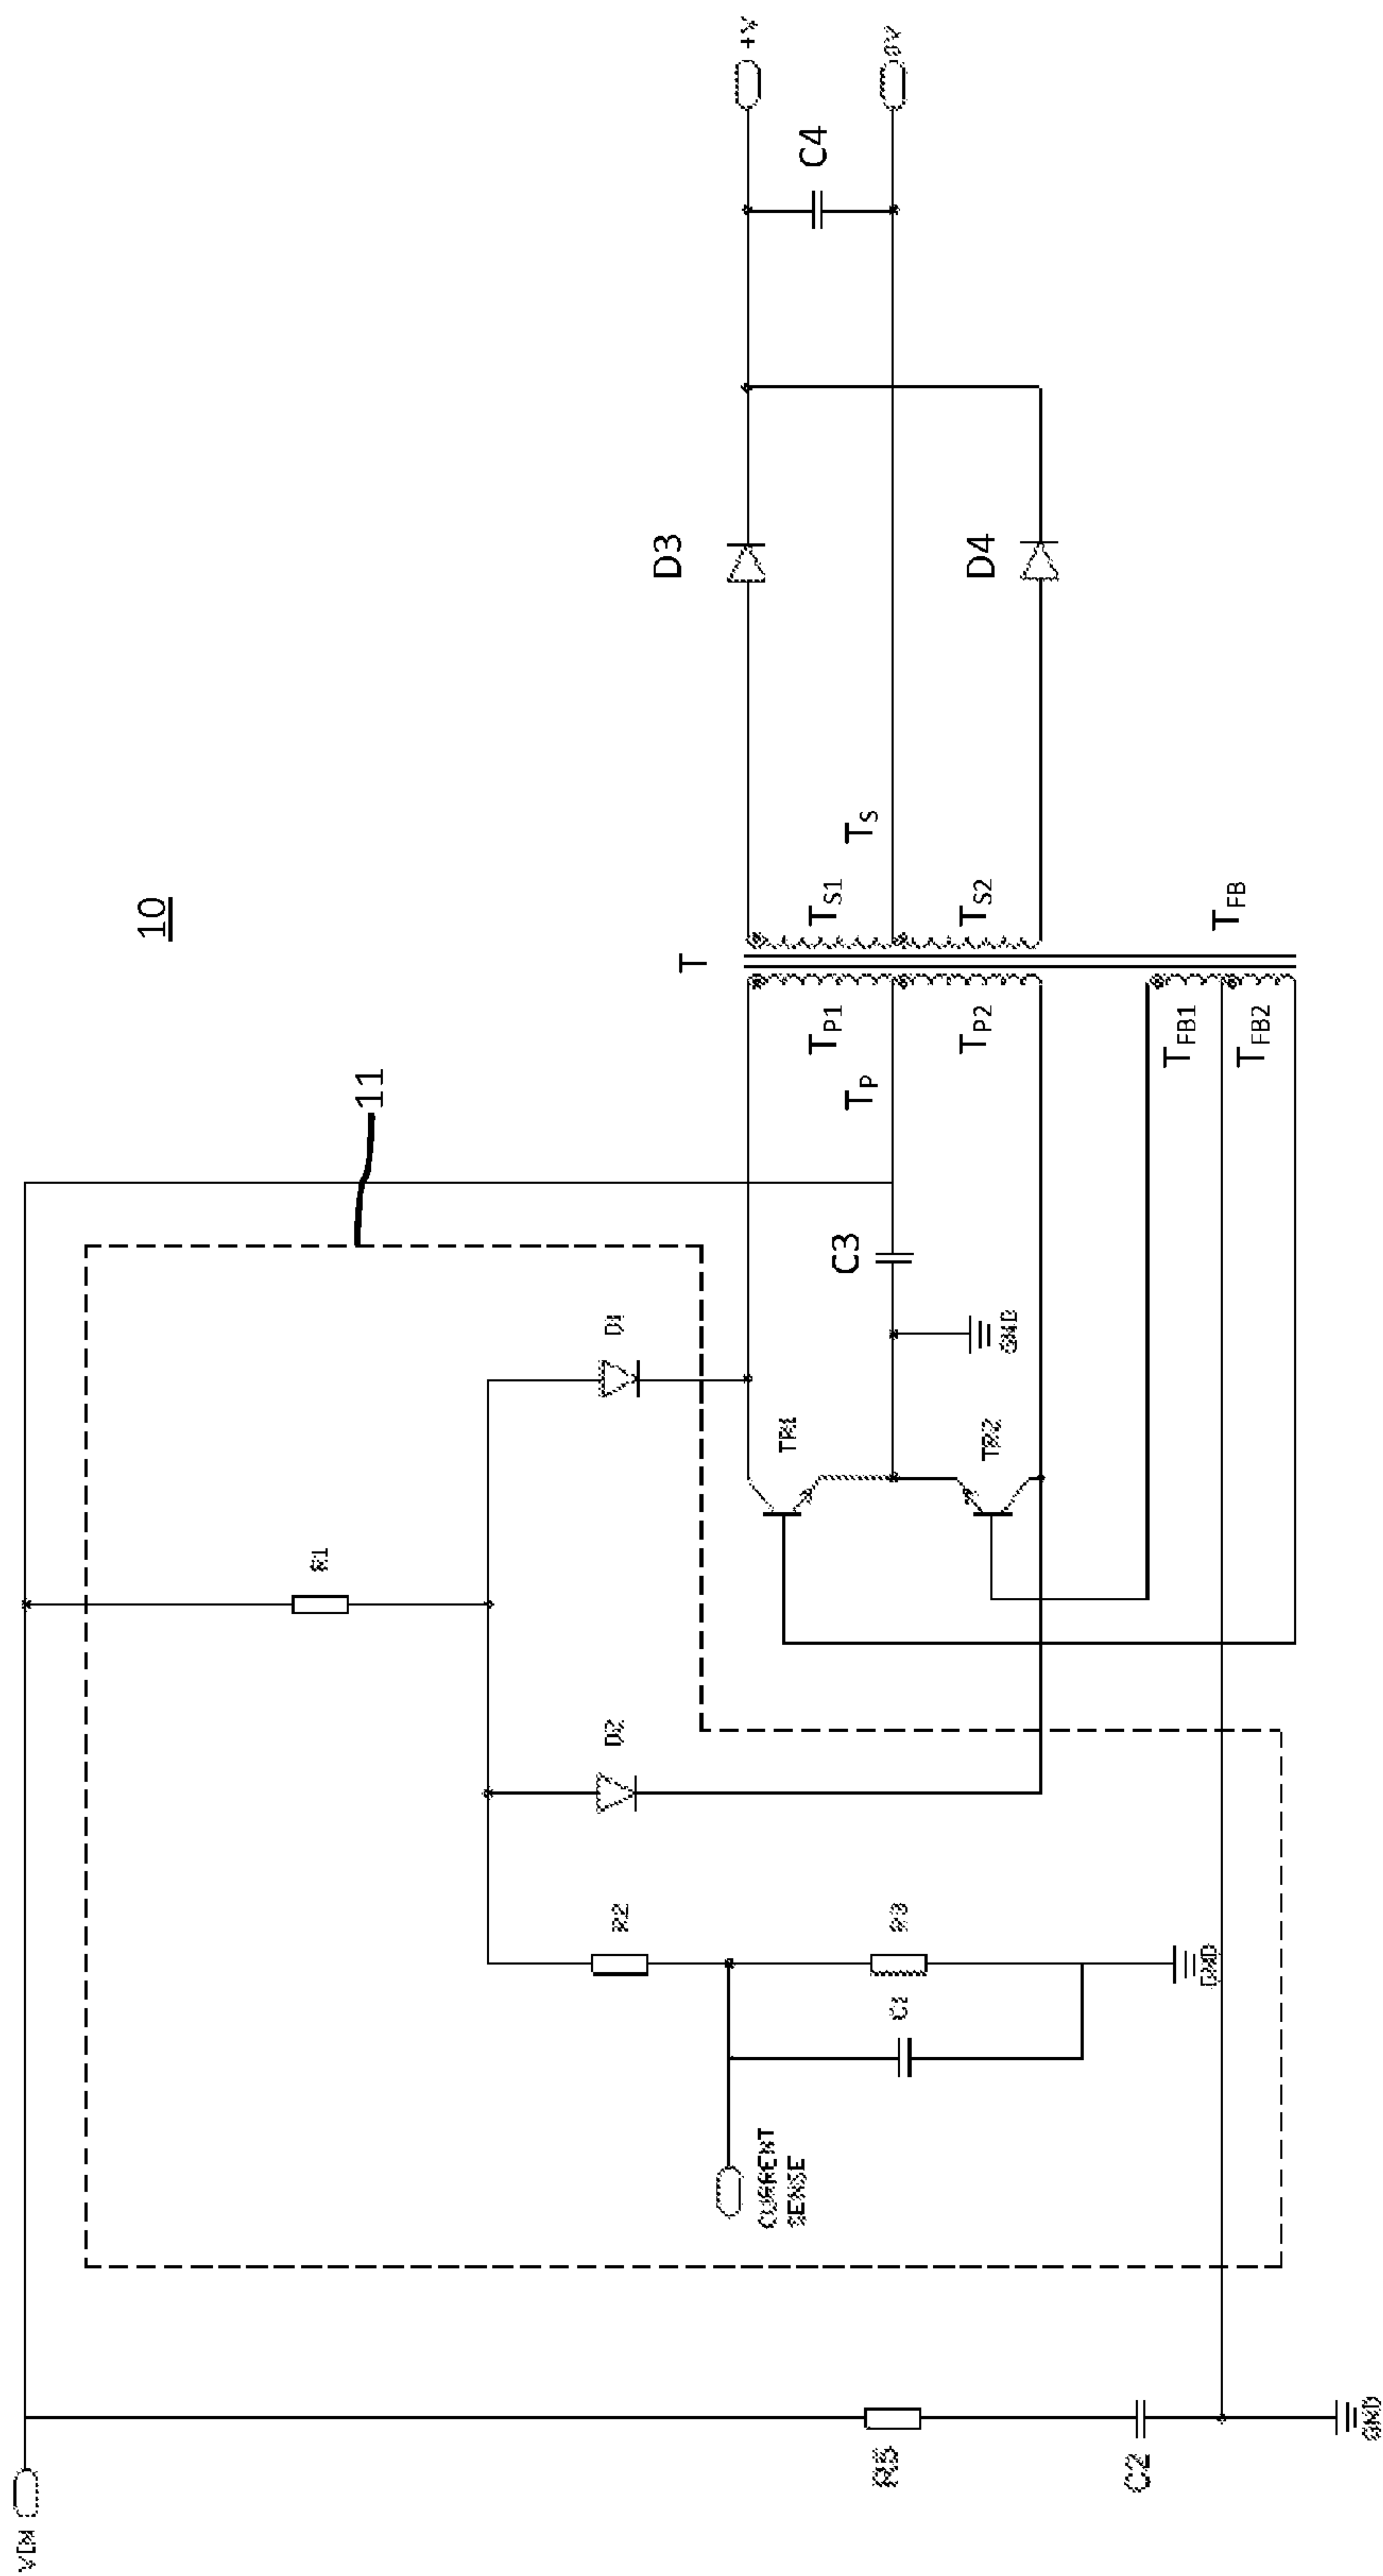 10
11
VIN
R1
D1
D2
R2
R3
C1
CURRENT
SENSE
GND
R5
C2
GND
TR1
TR2
C3
GND
T
TP
TP1
TP2
TS
TS1
TS2
TFB
TFB1
TFB2
D3
D4
C4
+V
0V